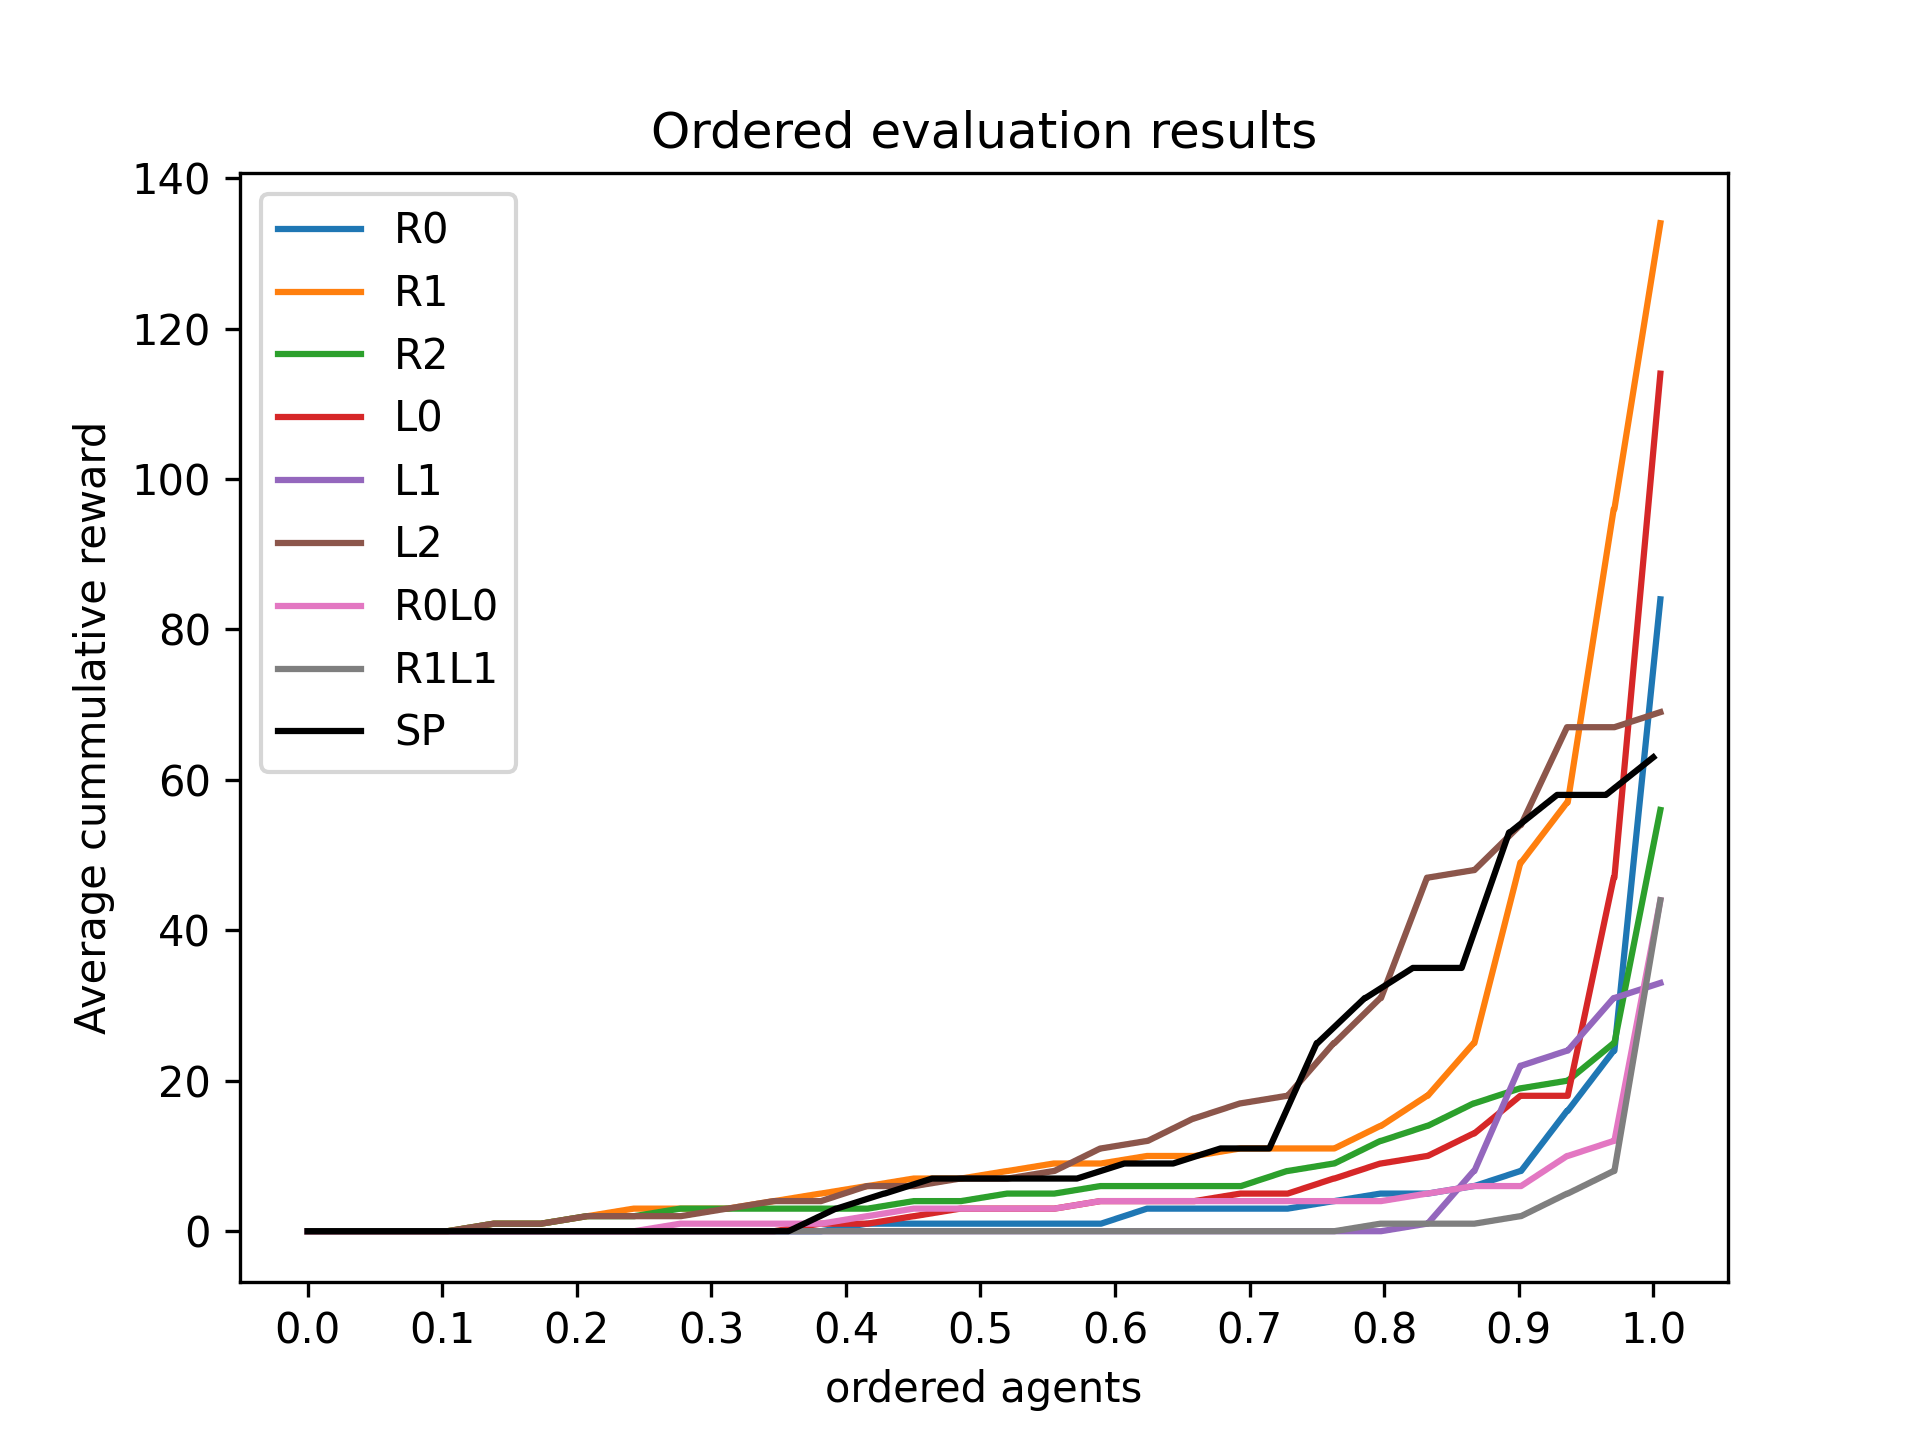 Ordered evaluation results
Average cummulative reward
140
120
100
80
60
40
20
0
R0
R1
R2
L0
L1
L2
R0L0
R1L1
SP
0.0 0.1 0.2 0.3 0.4 0.5 0.6 0.7 0.8 0.9 1.0
ordered agents